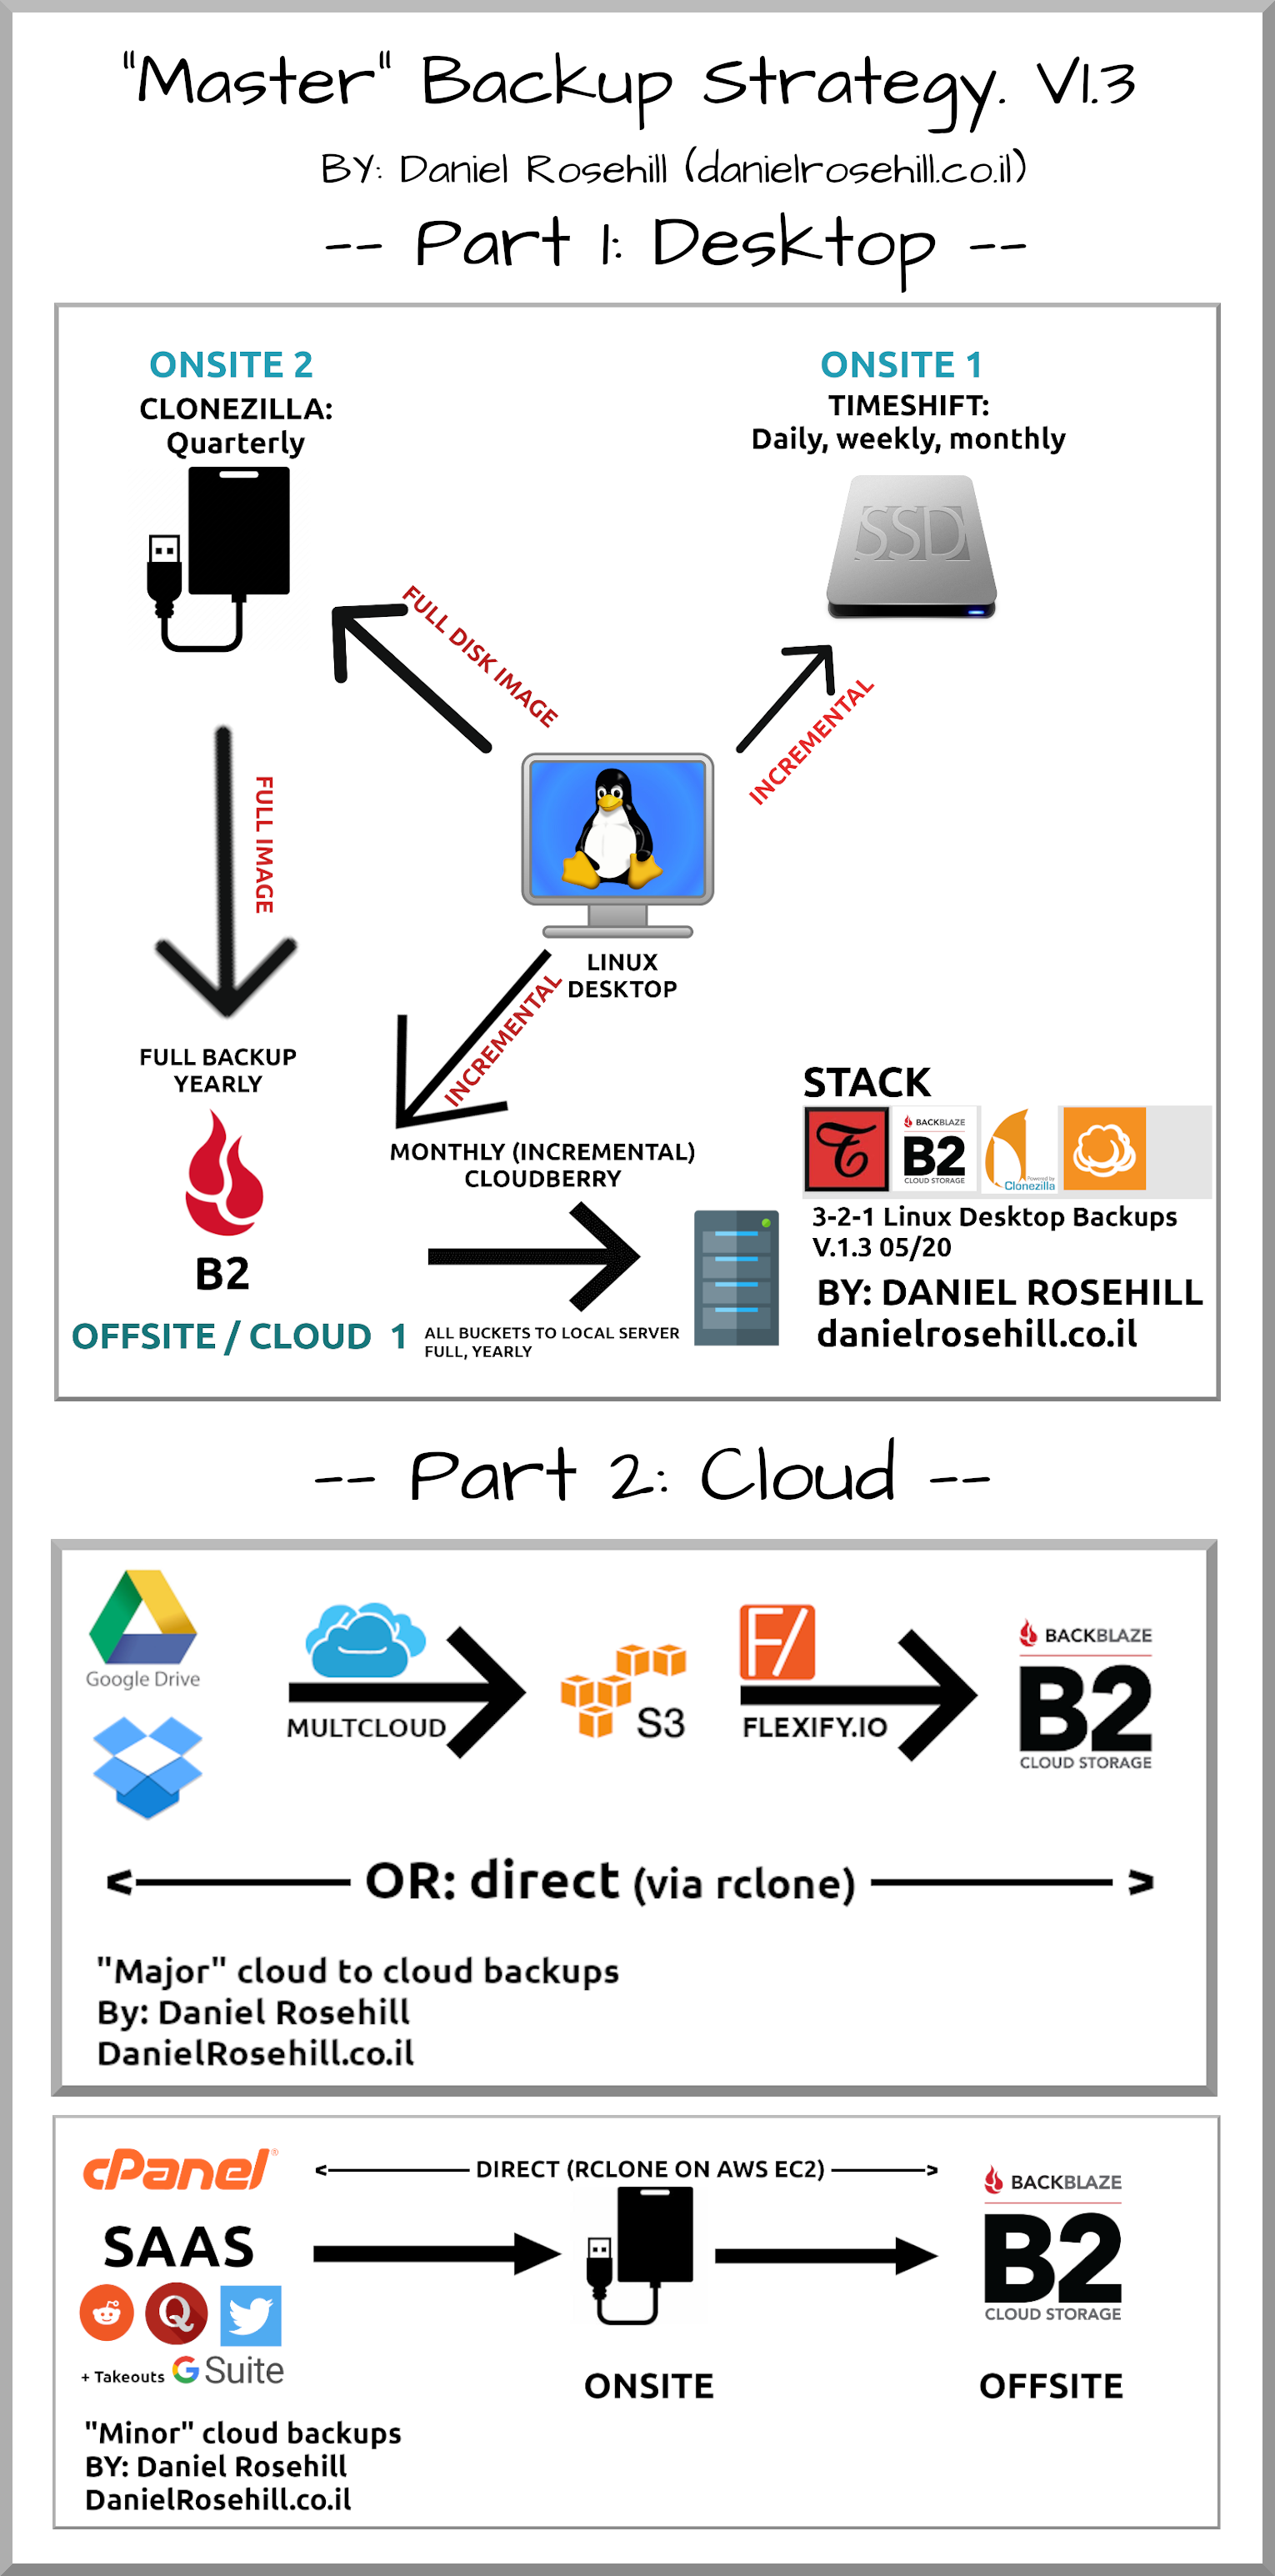 "Master" Backup Strategy. V1.3
BY: Daniel Rosehill (danielrosehill.co.il)
-- Part 1: Desktop --
ONSITE 2
CLONEZILLA:
Quarterly
ONSITE 1
TIMESHIFT:
Daily, weekly, monthly
SSD
FULL DISK IMAGE
INCREMENTAL
FULL IMAGE
LINUX
DESKTOP
INCREMENTAL
FULL BACKUP
YEARLY
B2
OFFSITE / CLOUD 1
MONTHLY (INCREMENTAL)
CLOUDBERRY
ALL BUCKETS TO LOCAL SERVER
FULL, YEARLY
STACK
T
BACKBLAZE
B2
CLOUD STORAGE
Powered by
Clonezilla
3-2-1 Linux Desktop Backups
V.1.3 05/20
BY: DANIEL ROSEHILL
danielrosehill.co.il
-- Part 2: Cloud --
Google Drive
MULTCLOUD
S3
F/
FLEXIFY.IO
BACKBLAZE
B2
CLOUD STORAGE
< OR: direct (via rclone) >
"Major" cloud to cloud backups
By: Daniel Rosehill
DanielRosehill.co.il
cPanel®
SAAS
Q
+ Takeouts G Suite
< DIRECT (RCLONE ON AWS EC2) >
ONSITE
BACKBLAZE
B2
CLOUD STORAGE
OFFSITE
"Minor" cloud backups
BY: Daniel Rosehill
DanielRosehill.co.il